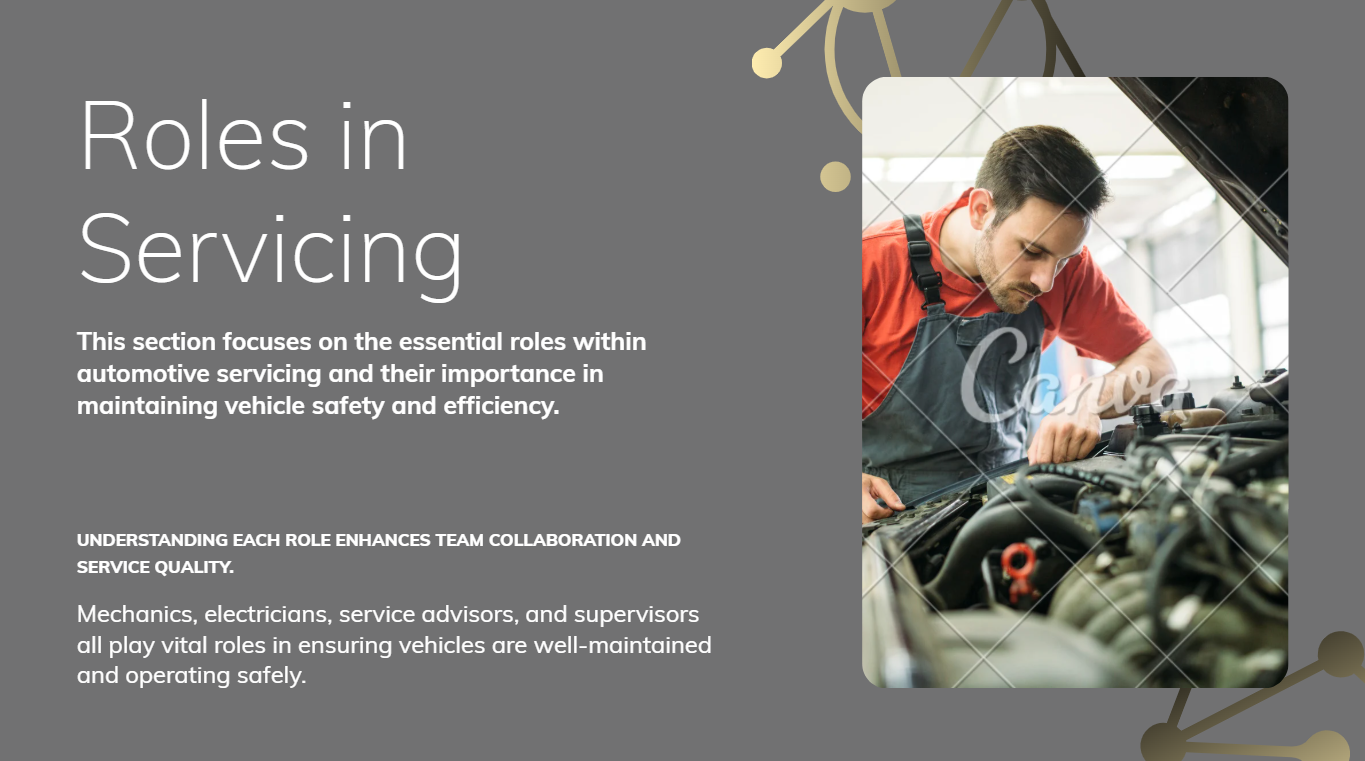 Roles in
Servicing
This section focuses on the essential roles within
automotive servicing and their importance in
maintaining vehicle safety and efficiency.
UNDERSTANDING EACH ROLE ENHANCES TEAM COLLABORATION AND
SERVICE QUALITY.
Mechanics, electricians, service advisors, and supervisors
all play vital roles in ensuring vehicles are well-maintained
and operating safely.
Canva